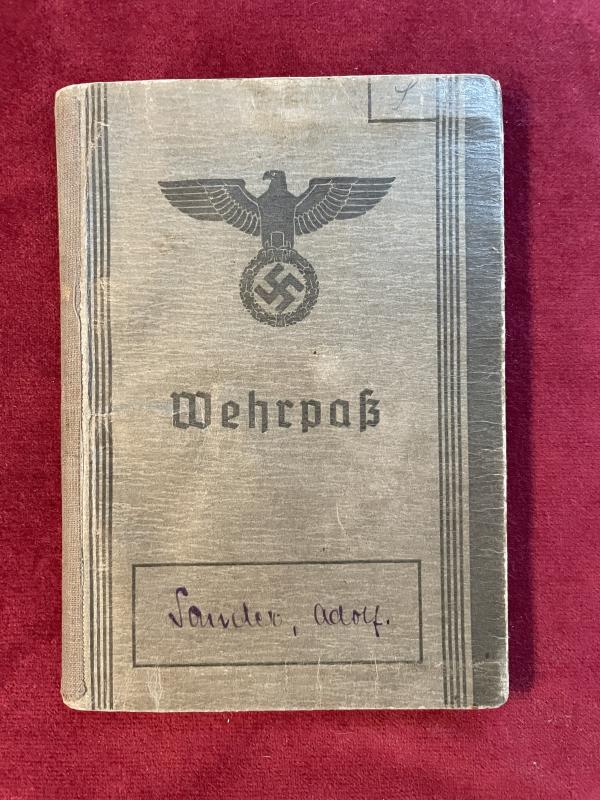 S
Wehrpaß
Sander, Adolf.